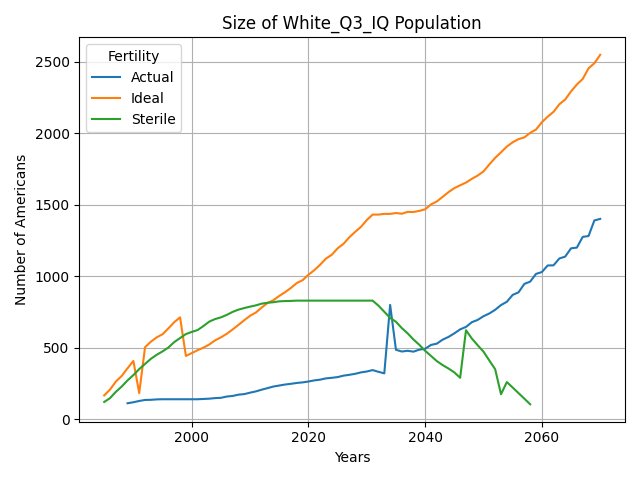 Size of White_Q3_IQ Population
Fertility
Actual
Ideal
Sterile
Number of Americans
2500
2000
1500
1000
500
0
2000
2020
2040
2060
Years